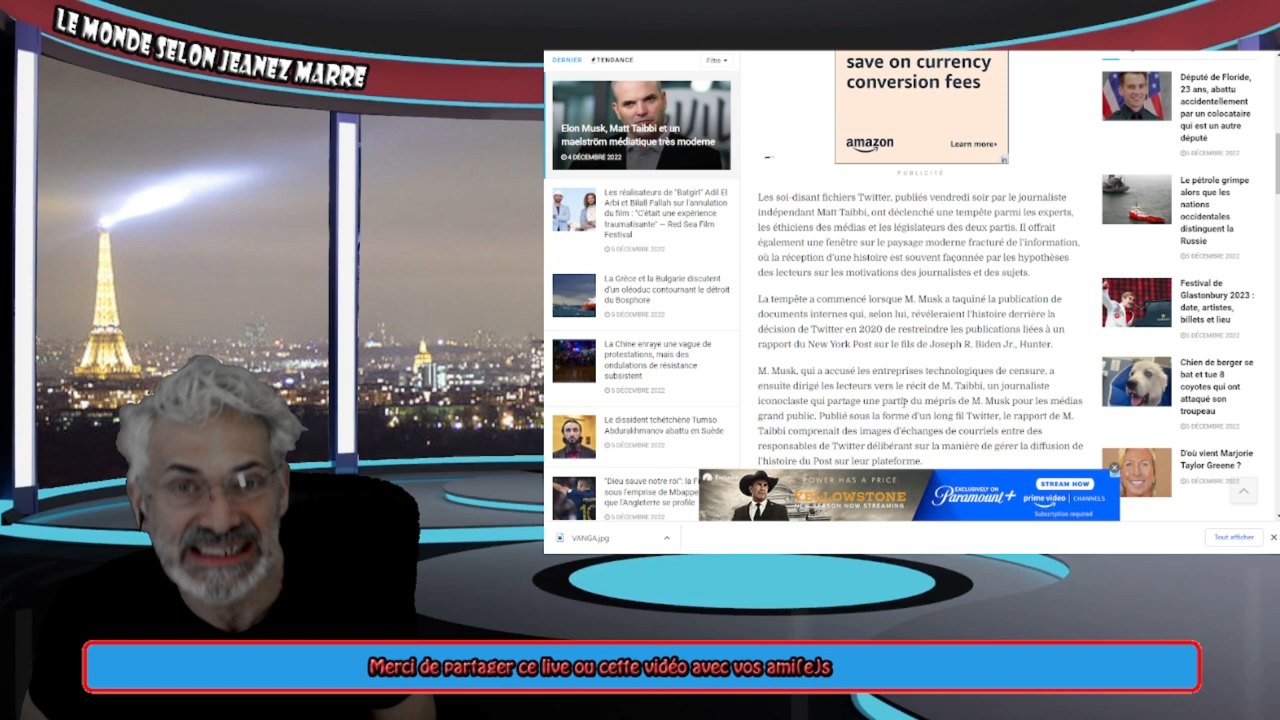 LE MONDE SELON JEANEZ MARRE
DERNIER
TENDANCE
Filtre
Elon Musk, Matt Taibbi et un
maelström médiatique très moderne
4 DÉCEMBRE 2022
Les réalisateurs de "Batgirl" Adil El
Arbi et Bilall Fallah sur l'annulation
du film : "C'était une expérience
traumatisante" – Red Sea Film
Festival
5 DÉCEMBRE 2022
La Grèce et la Bulgarie discutent
d'un oléoduc contournant le détroit
du Bosphore
5 DÉCEMBRE 2022
La Chine enraye une vague de
protestations, mais des
ondulations de résistance
subsistent
5 DÉCEMBRE 2022
Le dissident tchétchène Tumso
Abdurakhmanov abattu en Suède
5 DÉCEMBRE 2022
"Dieu sauve notre roi": la F
sous l'emprise de Mbappe
que l'Angleterre se profile
5 DÉCEMBRE 2022
save on currency
conversion fees
amazon
Learn more›
PUBLICITÉ
Les soi-disant fichiers Twitter, publiés vendredi soir par le journaliste
indépendant Matt Taibbi, ont déclenché une tempête parmi les experts,
les éthiciens des médias et les législateurs des deux partis. Il offrait
également une fenêtre sur le paysage moderne fracturé de l'information,
où la réception d'une histoire est souvent façonnée par les hypothèses
des lecteurs sur les motivations des journalistes et des sujets.
La tempête a commencé lorsque M. Musk a taquiné la publication de
documents internes qui, selon lui, révéleraient l'histoire derrière la
décision de Twitter en 2020 de restreindre les publications liées à un
rapport du New York Post sur le fils de Joseph R. Biden Jr., Hunter.
M. Musk, qui a accusé les entreprises technologiques de censure, a
ensuite dirigé les lecteurs vers le récit de M. Taibbi, un journaliste
iconoclaste qui partage une partie du mépris de M. Musk pour les médias
grand public. Publié sous la forme d'un long fil Twitter, le rapport de M.
Taibbi comprenait des images d'échanges de courriels entre des
responsables de Twitter délibérant sur la manière de gérer la diffusion de
l'histoire du Post sur leur plateforme.
POWER HAS A PRICE
YELLOWSTONE
NEW SEASON NOW STREAMING
EXCLUSIVELY ON
Paramount+
STREAM NOW
prime video | CHANNELS
Subscription required
Député de Floride,
23 ans, abattu
accidentellement
par un colocataire
qui est un autre
député
5 DÉCEMBRE 2022
Le pétrole grimpe
alors que les
nations
occidentales
distinguent la
Russie
5 DÉCEMBRE 2022
Festival de
Glastonbury 2023 :
date, artistes,
billets et lieu
5 DÉCEMBRE 2022
Chien de berger se
bat et tue 8
coyotes qui ont
attaqué son
troupeau
5 DÉCEMBRE 2022
D'où vient Marjorie
Taylor Greene ?
5 DÉCEMBRE 2022
VANGA.jpg
Tout afficher
Merci de partager ce live ou cette vidéo avec vos ami(e)s